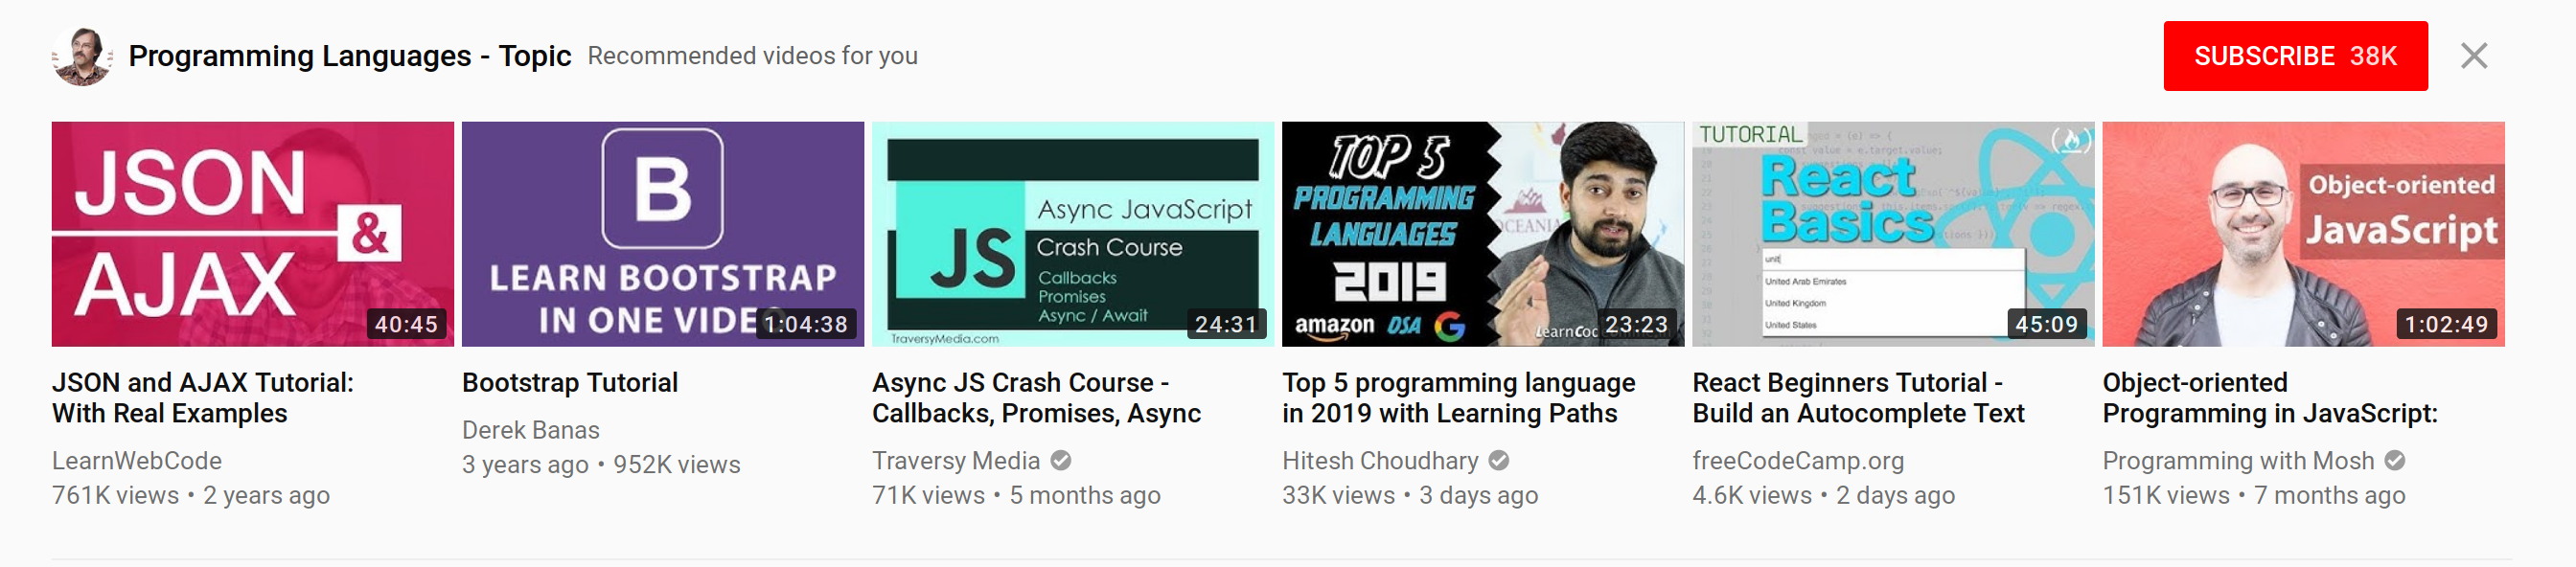 Programming Languages - Topic Recommended videos for you SUBSCRIBE 38K
JSON
&
AJAX
40:45
B
LEARN BOOTSTRAP
IN ONE VIDE
1:04:38
Async JavaScript
JS
Crash Course
Callbacks
Promises
Async / Await
24:31
TraversyMedia.com
TOP 5
PROGRAMMING
LANGUAGES
2019
amazon DSA G
OCEANIA
23:23
TUTORIAL
React
Basics
unit
United Arab Emirates
United Kingdom
United States
45:09
Object-oriented
JavaScript
1:02:49
JSON and AJAX Tutorial:
With Real Examples
LearnWebCode
761K views • 2 years ago
Bootstrap Tutorial
Derek Banas
3 years ago • 952K views
Async JS Crash Course -
Callbacks, Promises, Async
Traversy Media
71K views • 5 months ago
Top 5 programming language
in 2019 with Learning Paths
Hitesh Choudhary
33K views • 3 days ago
React Beginners Tutorial -
Build an Autocomplete Text
freeCodeCamp.org
4.6K views • 2 days ago
Object-oriented
Programming in JavaScript:
Programming with Mosh
151K views • 7 months ago